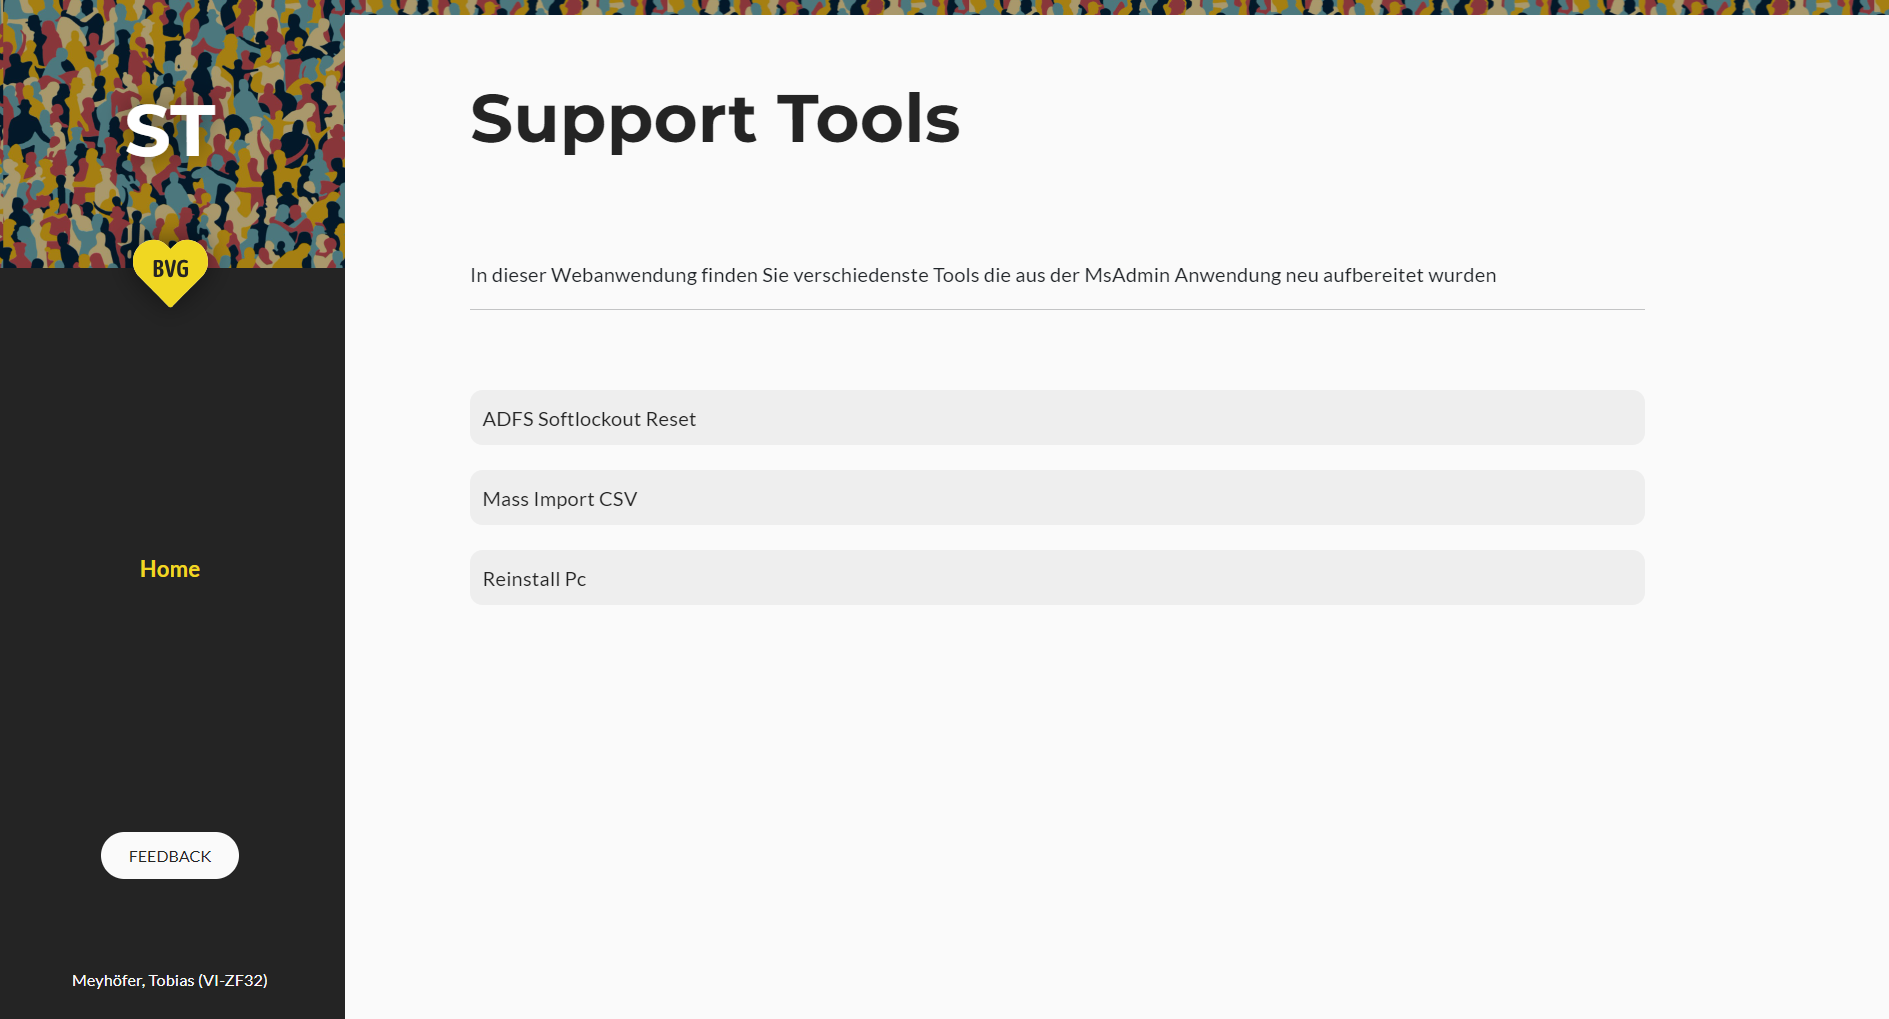 ST
BVG
Home
FEEDBACK
Meyhöfer, Tobias (VI-ZF32)
Support Tools
In dieser Webanwendung finden Sie verschiedenste Tools die aus der MsAdmin Anwendung neu aufbereitet wurden
ADFS Softlockout Reset
Mass Import CSV
Reinstall Pc